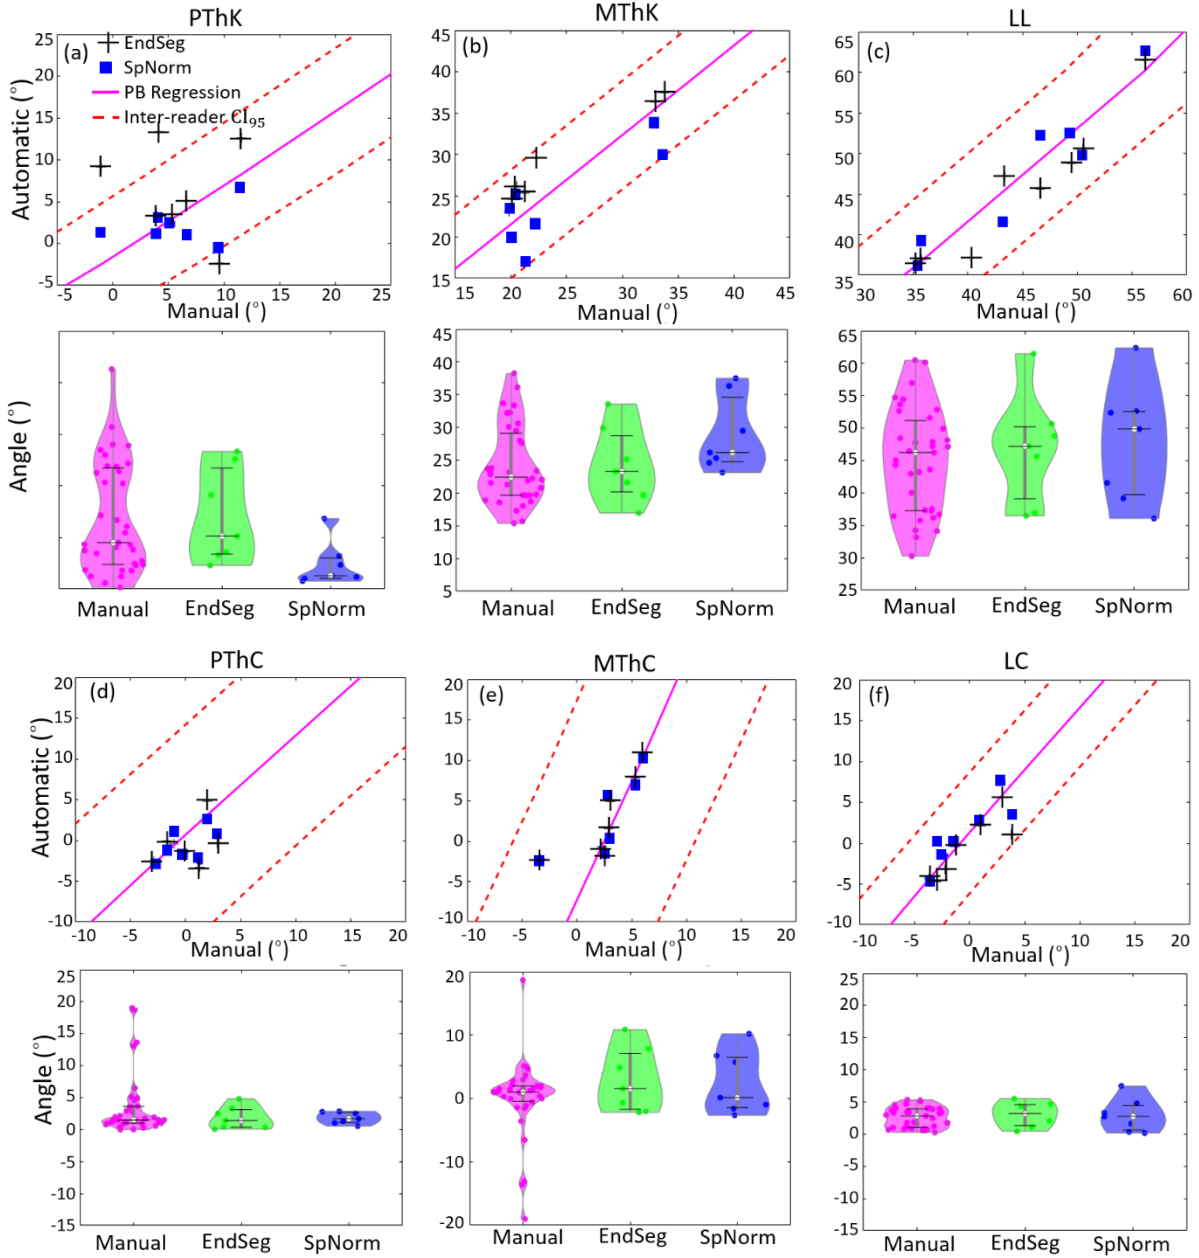 PThK
MThK
LL
(a)
EndSeg
SpNorm
PB Regression
Inter-reader CI95
(b)
(c)
Automatic (°)
25
20
15
10
5
0
-5
-5 0 5 10 15 20 25
Manual (°)
45
40
35
30
25
20
15
15 20 25 30 35 40 45
Manual (°)
65
60
55
50
45
40
35
30 35 40 45 50 55 60
Manual (°)
Angle (°)
Manual EndSeg SpNorm
45
40
35
30
25
20
15
10
5
Manual EndSeg SpNorm
65
60
55
50
45
40
35
30
25
Manual EndSeg SpNorm
PThC
MThC
LC
(d)
(e)
(f)
Automatic (°)
20
15
10
5
0
-5
-10
-10 -5 0 5 10 15 20
Manual (°)
20
15
10
5
0
-5
-10
-10 -5 0 5 10 15 20
Manual (°)
20
15
10
5
0
-5
-10
-10 -5 0 5 10 15 20
Manual (°)
Angle (°)
25
20
15
10
5
0
-5
-10
-15
Manual EndSeg SpNorm
20
10
0
-10
-20
Manual EndSeg SpNorm
25
20
15
10
5
0
-5
-10
-15
Manual EndSeg SpNorm